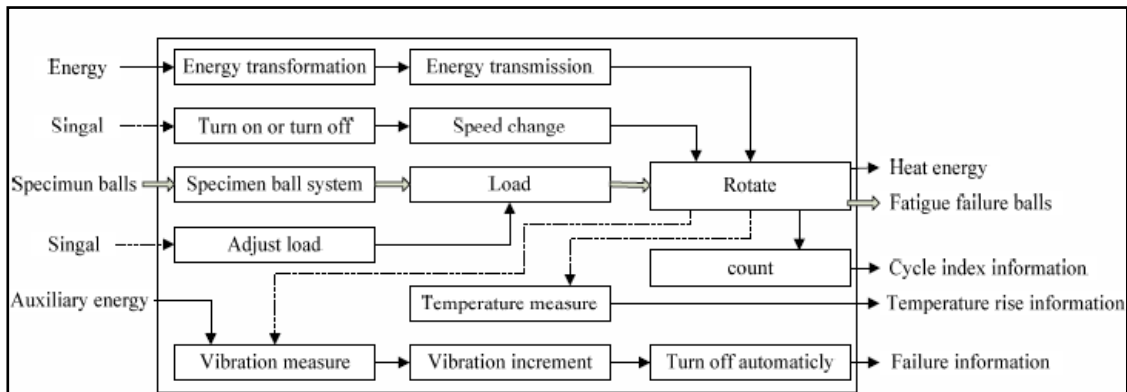 Energy
Energy transformation
Energy transmission
Singal
Turn on or turn off
Speed change
Specimun balls
Specimen ball system
Load
Rotate
Heat energy
Fatigue failure balls
Singal
Adjust load
count
Cycle index information
Auxiliary energy
Temperature measure
Temperature rise information
Vibration measure
Vibration increment
Turn off automaticly
Failure information